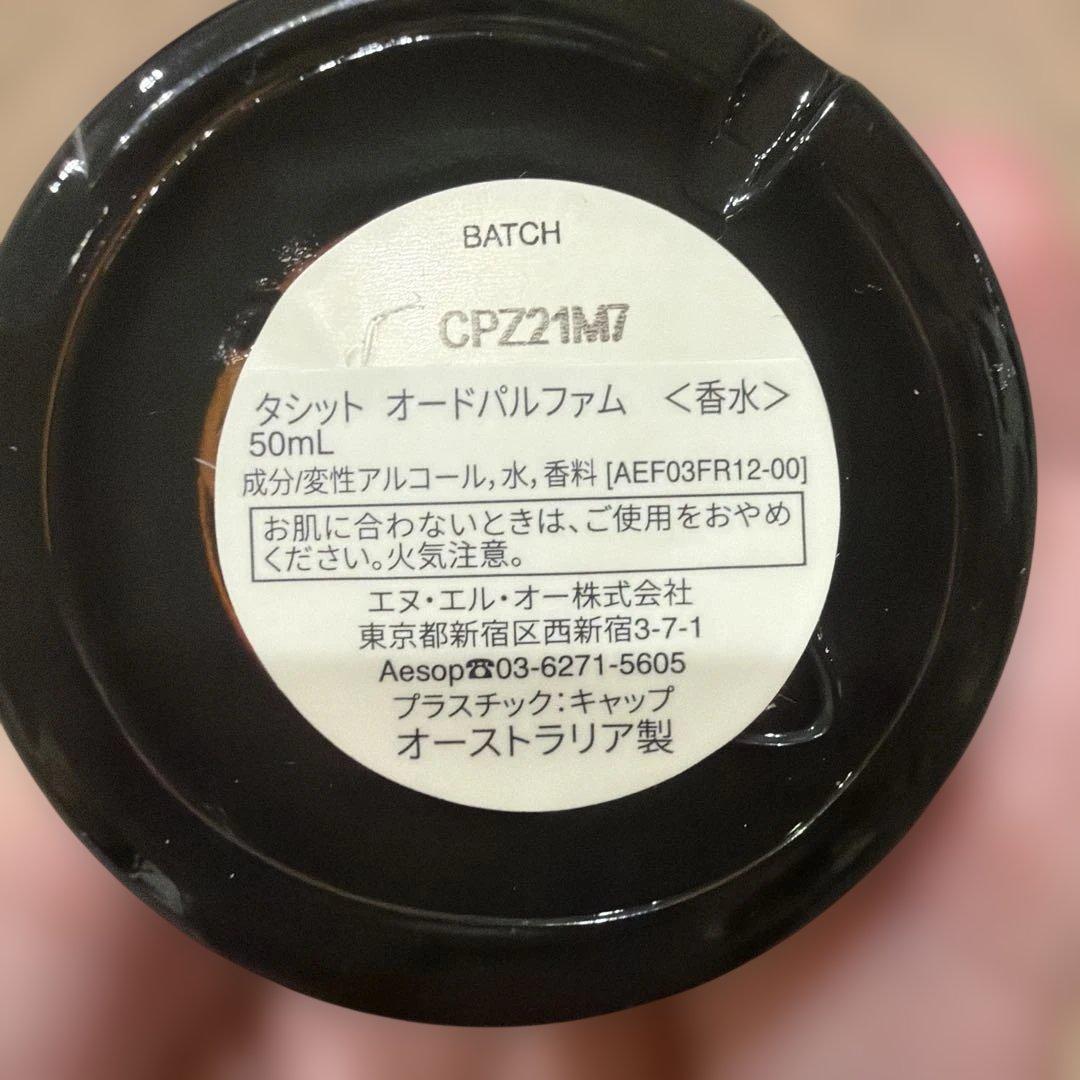 BATCH
CPZ21M7
タシット オードパルファム ＜香水＞
50mL
成分/変性アルコール, 水, 香料 [AEF03FR12-00]
お肌に合わないときは、ご使用をおやめ
ください。火気注意。
エヌ・エル・オー株式会社
東京都新宿区西新宿3-7-1
Aesop☎03-6271-5605
プラスチック：キャップ
オーストラリア製